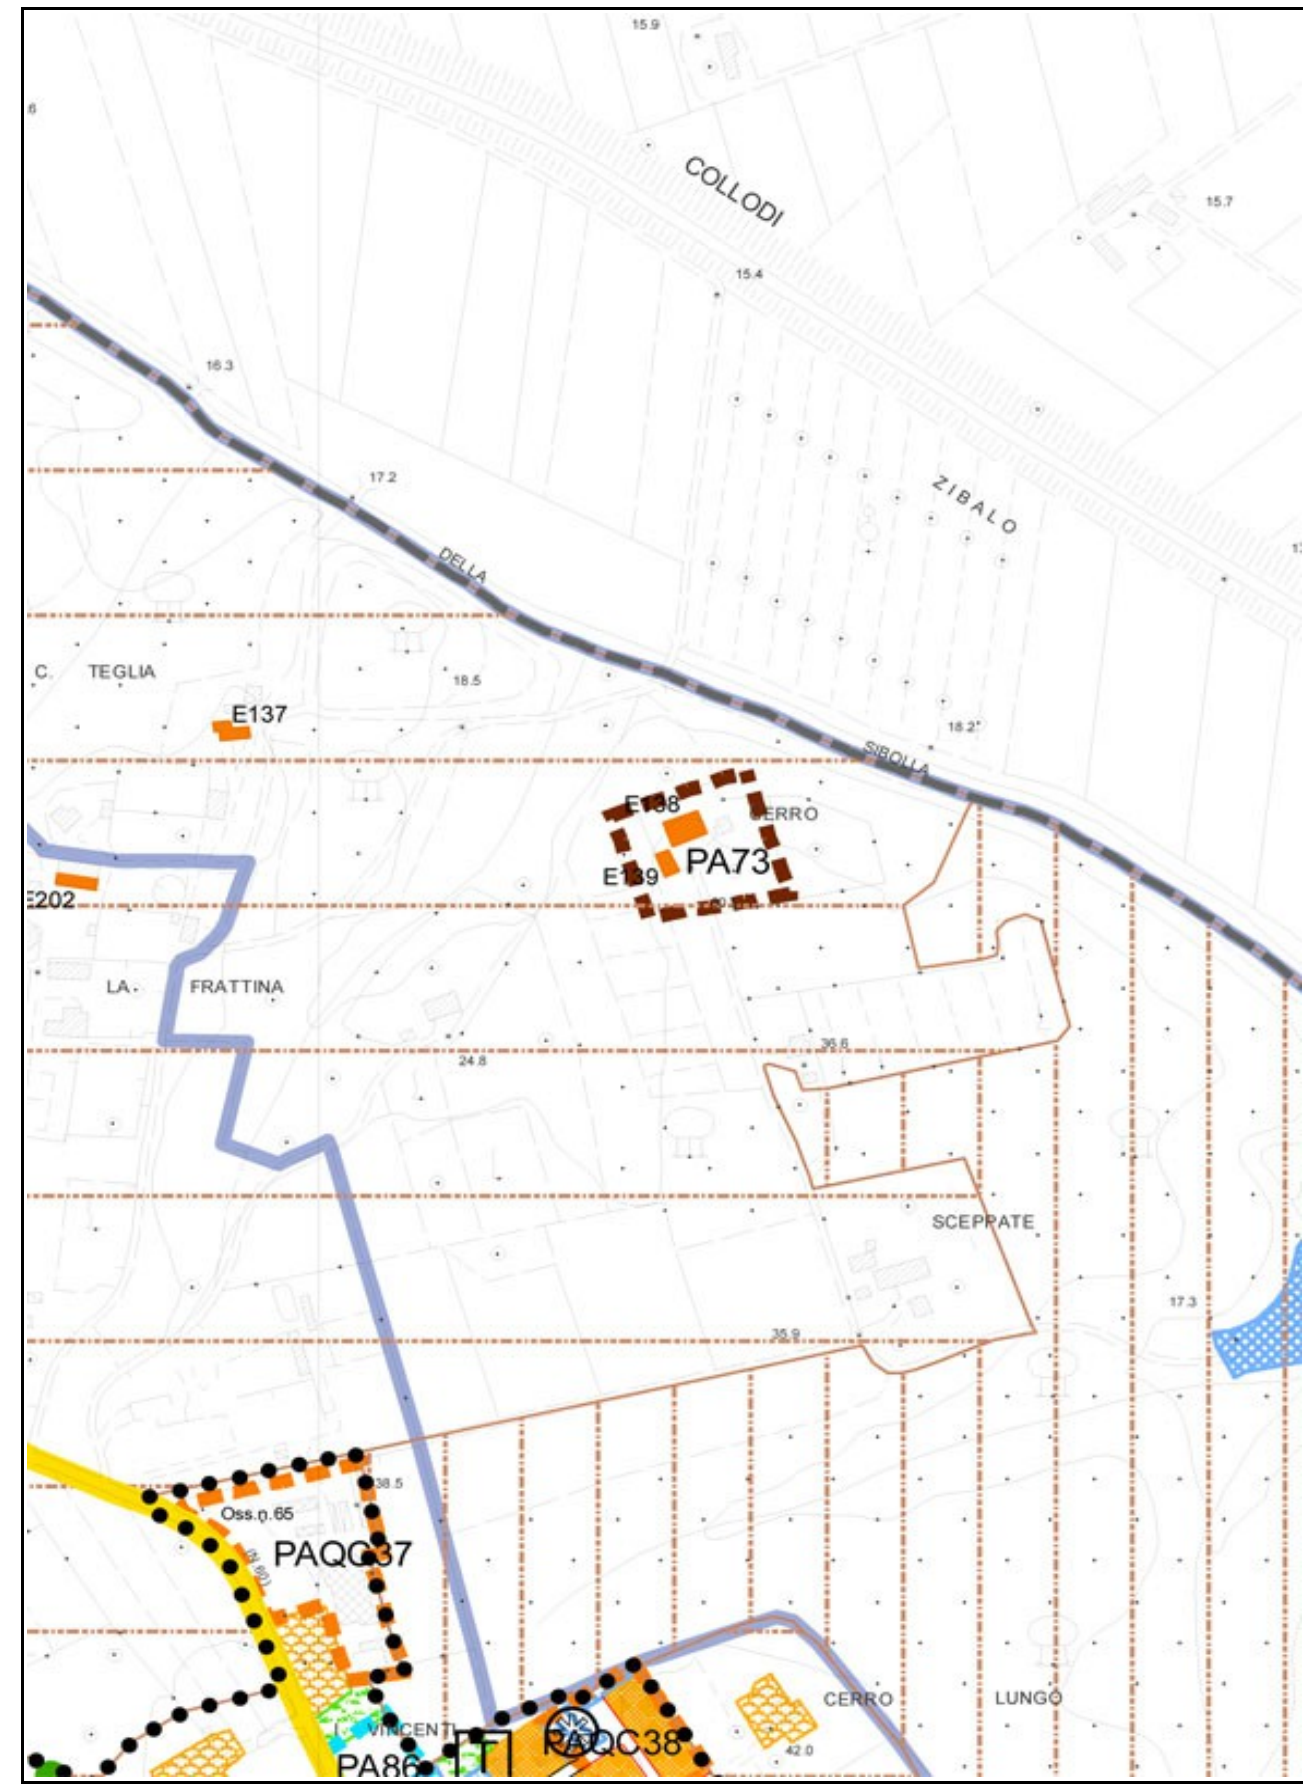 15.9
COLLODI
15.7
15.4
16.3
17.2
ZIBALO
DELLA
C. TEGLIA
18.5
E137
18.2
SIBOLLA
E138
CERRO
PA73
E139
E202
LA FRATTINA
36.6
24.8
SCEPPATE
17.3
35.9
38.5
Oss.n.65
PAQC37
(N.60)
CERRO LUNGO
I VINCENTI
T
PAQC38
42.0
PA86